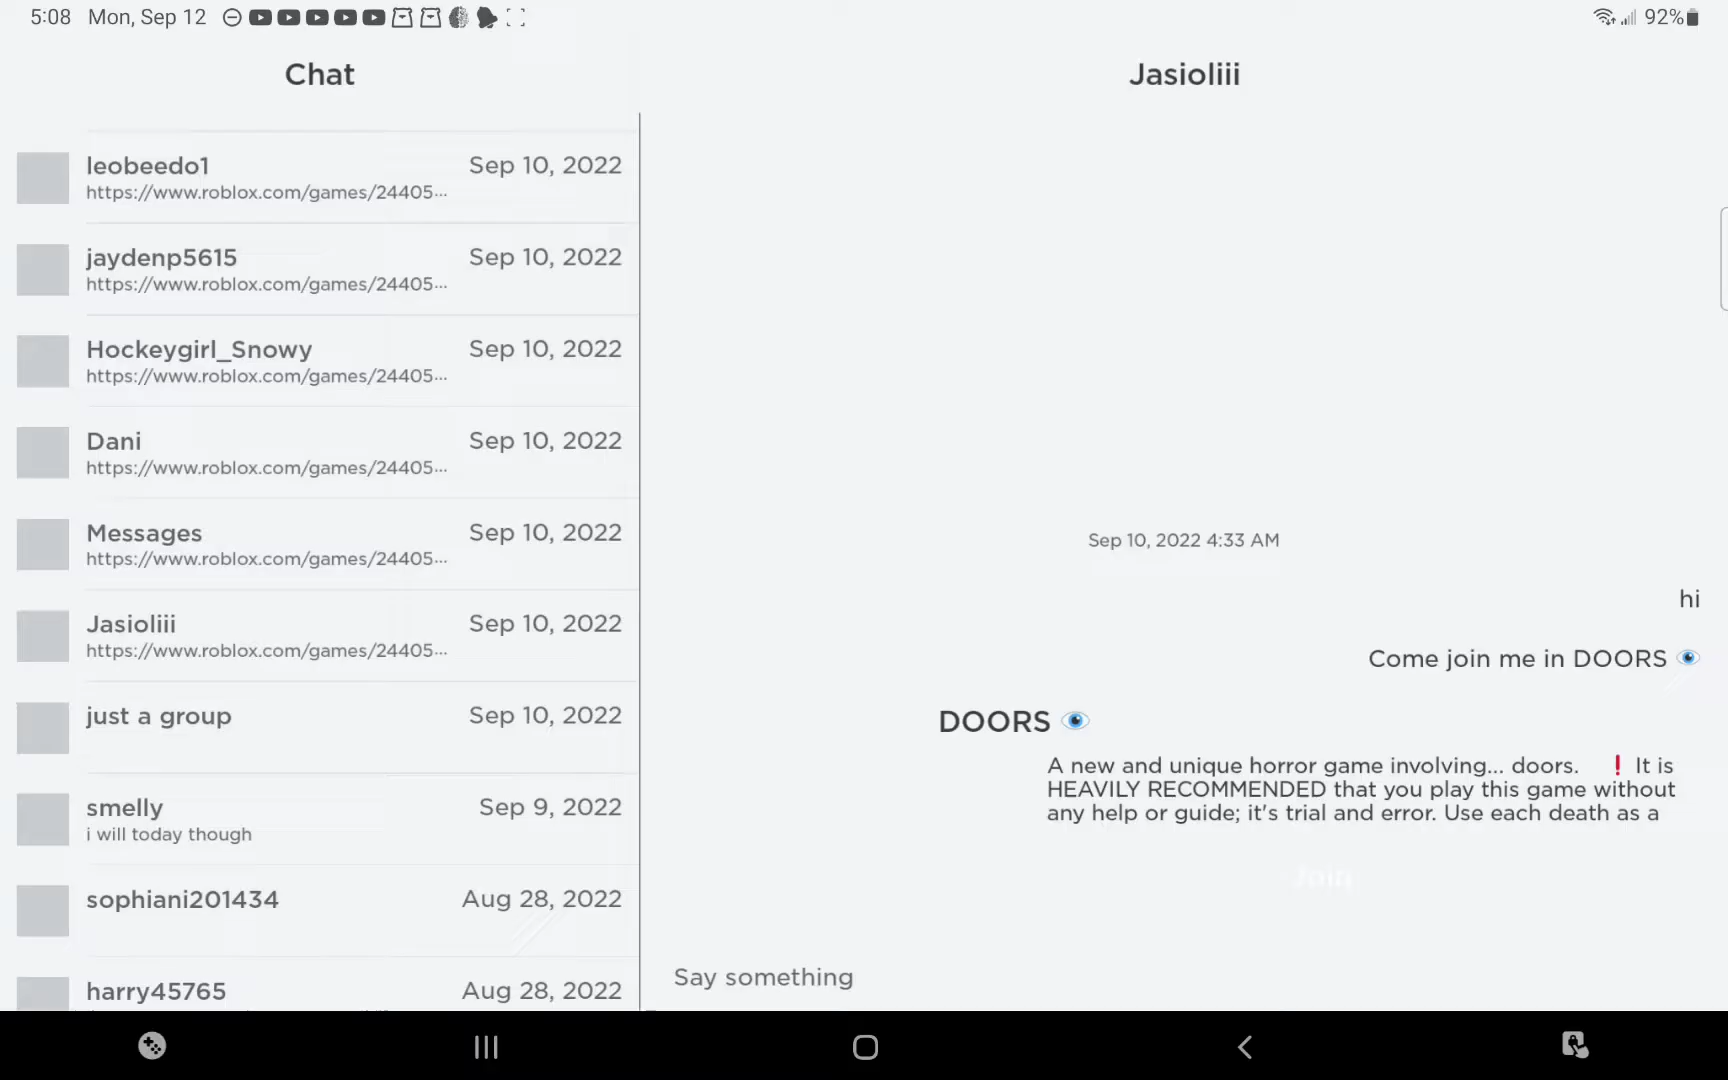 5:08 Mon, Sep 12
92%
Chat
Jasioliii
leobeedo1 Sep 10, 2022
https://www.roblox.com/games/24405...
jaydenp5615 Sep 10, 2022
https://www.roblox.com/games/24405...
Hockeygirl_Snowy Sep 10, 2022
https://www.roblox.com/games/24405...
Dani Sep 10, 2022
https://www.roblox.com/games/24405...
Messages Sep 10, 2022
https://www.roblox.com/games/24405...
Jasioliii Sep 10, 2022
https://www.roblox.com/games/24405...
just a group Sep 10, 2022
smelly Sep 9, 2022
i will today though
sophiani201434 Aug 28, 2022
harry45765 Aug 28, 2022
Sep 10, 2022 4:33 AM
hi
Come join me in DOORS 👁️
DOORS 👁️
A new and unique horror game involving... doors. ❗ It is
HEAVILY RECOMMENDED that you play this game without
any help or guide; it's trial and error. Use each death as a
Join
Say something